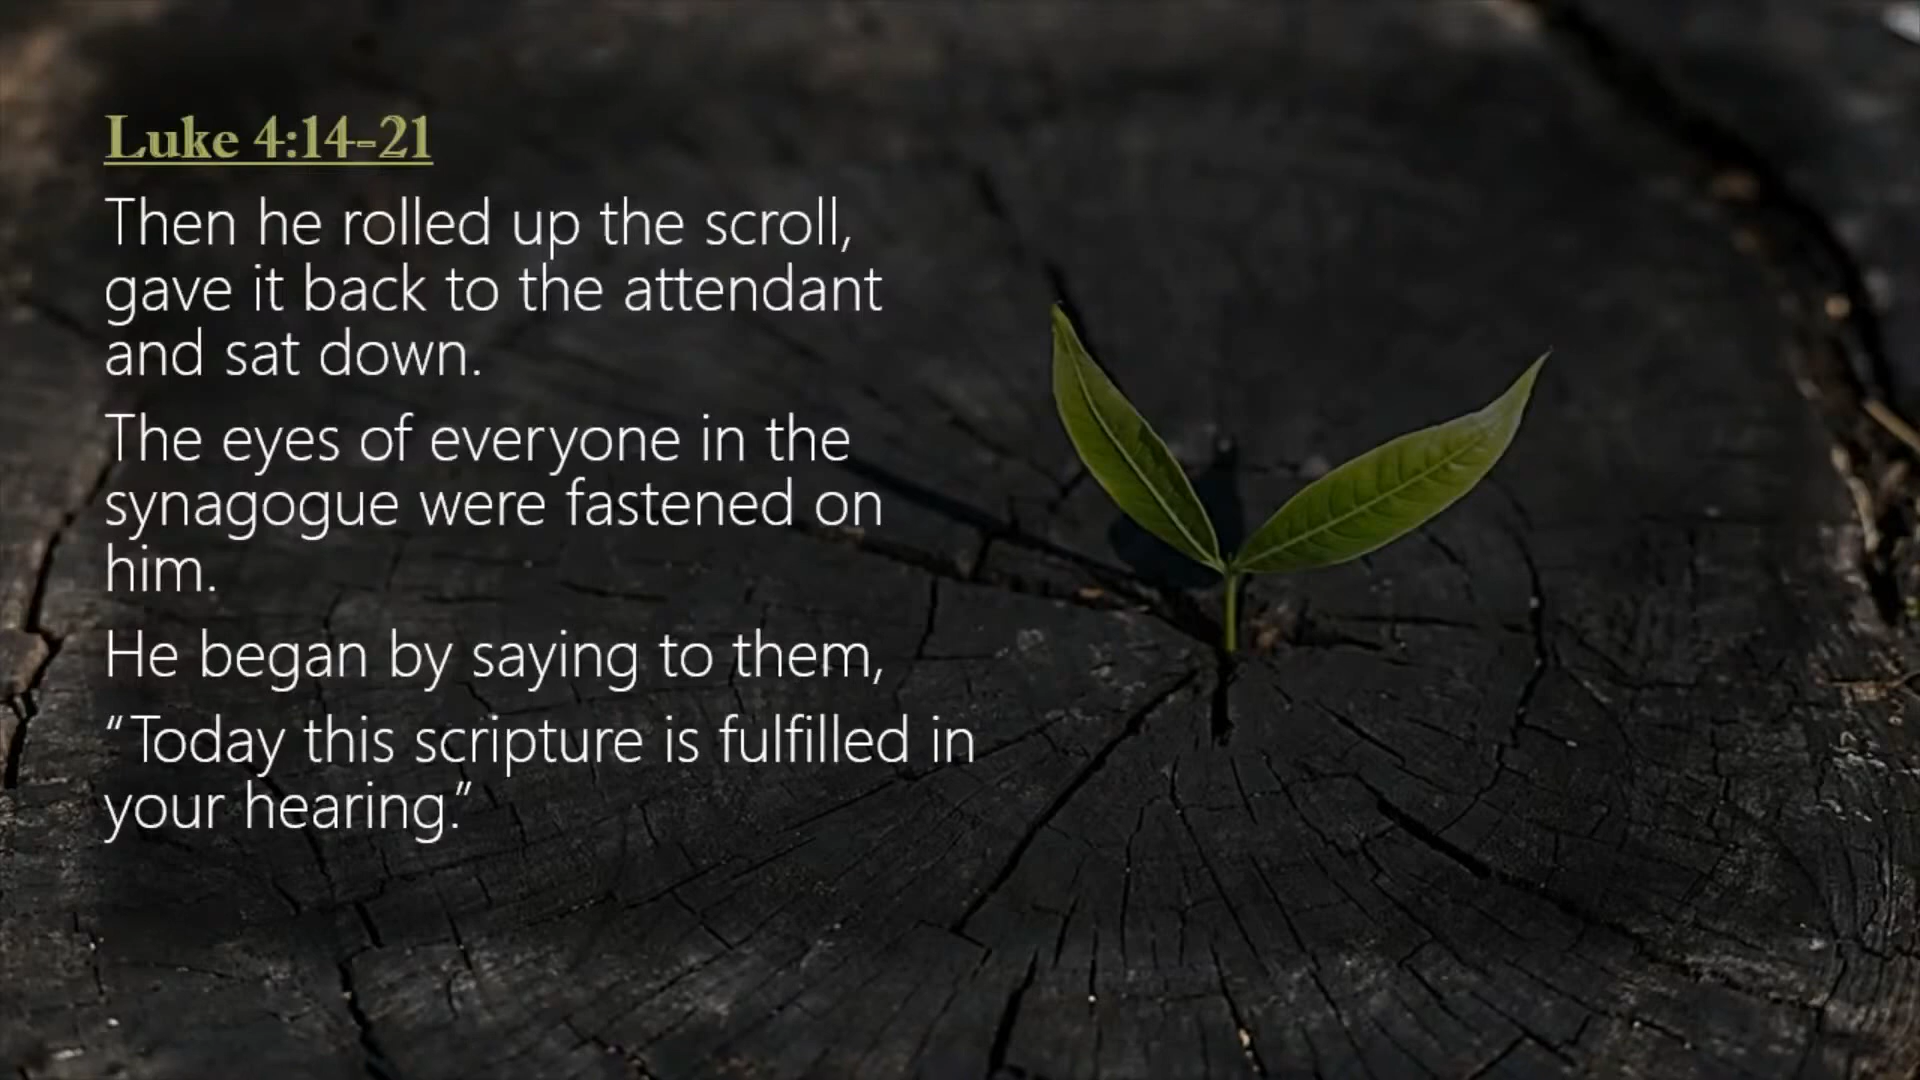 Luke 4:14-21
Then he rolled up the scroll,
gave it back to the attendant
and sat down.
The eyes of everyone in the
synagogue were fastened on
him.
He began by saying to them,
“Today this scripture is fulfilled in
your hearing.”